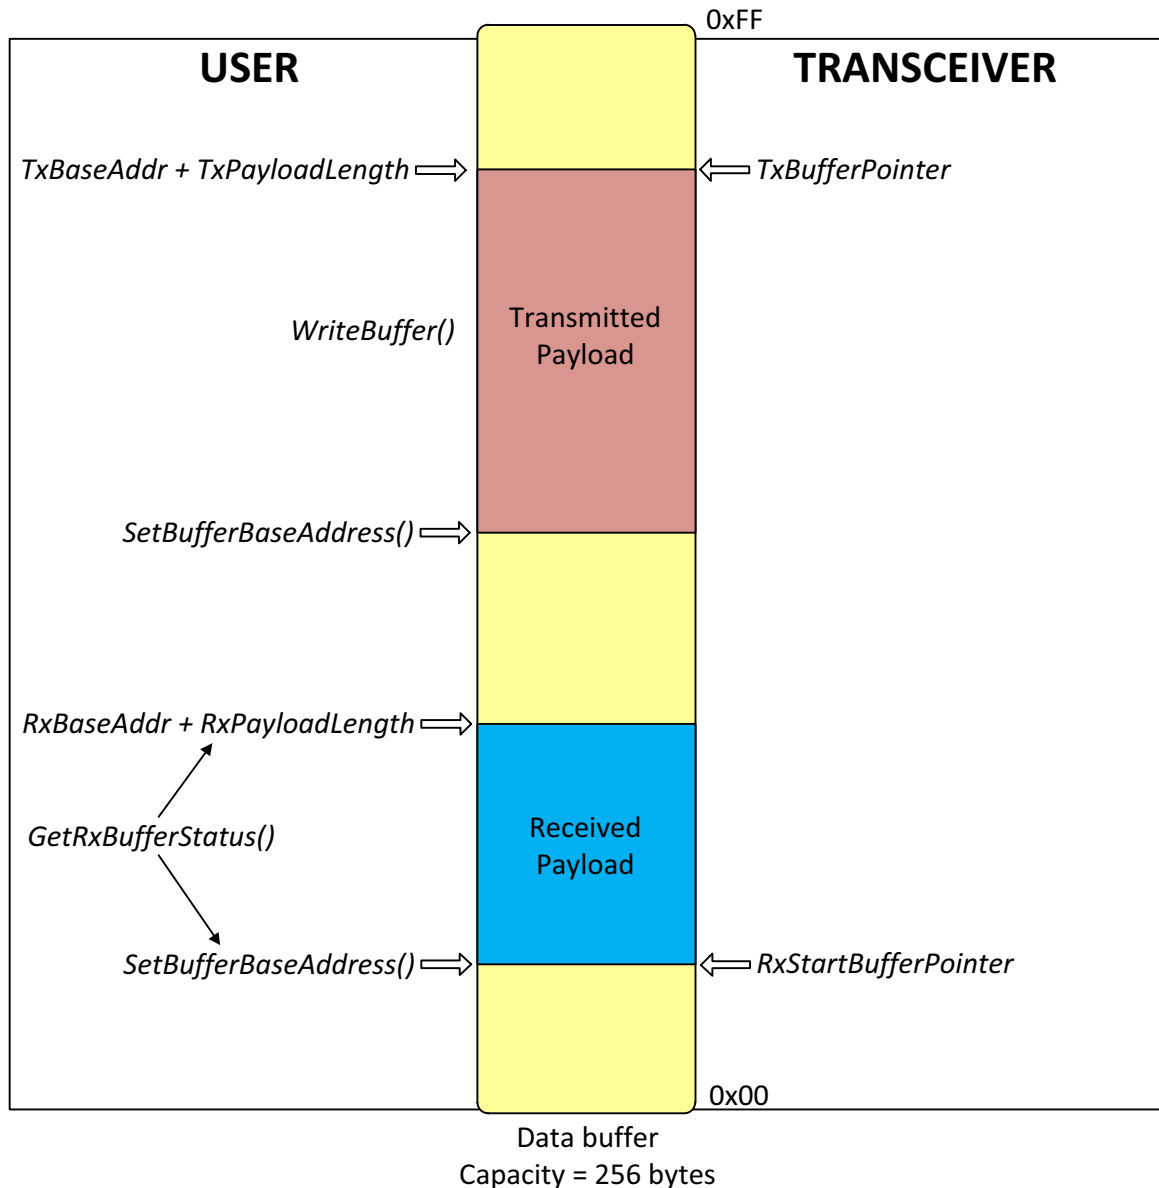 0xFF
USER
TRANSCEIVER
TxBaseAddr + TxPayloadLength
TxBufferPointer
WriteBuffer()
Transmitted
Payload
SetBufferBaseAddress()
RxBaseAddr + RxPayloadLength
GetRxBufferStatus()
Received
Payload
SetBufferBaseAddress()
RxStartBufferPointer
0x00
Data buffer
Capacity = 256 bytes